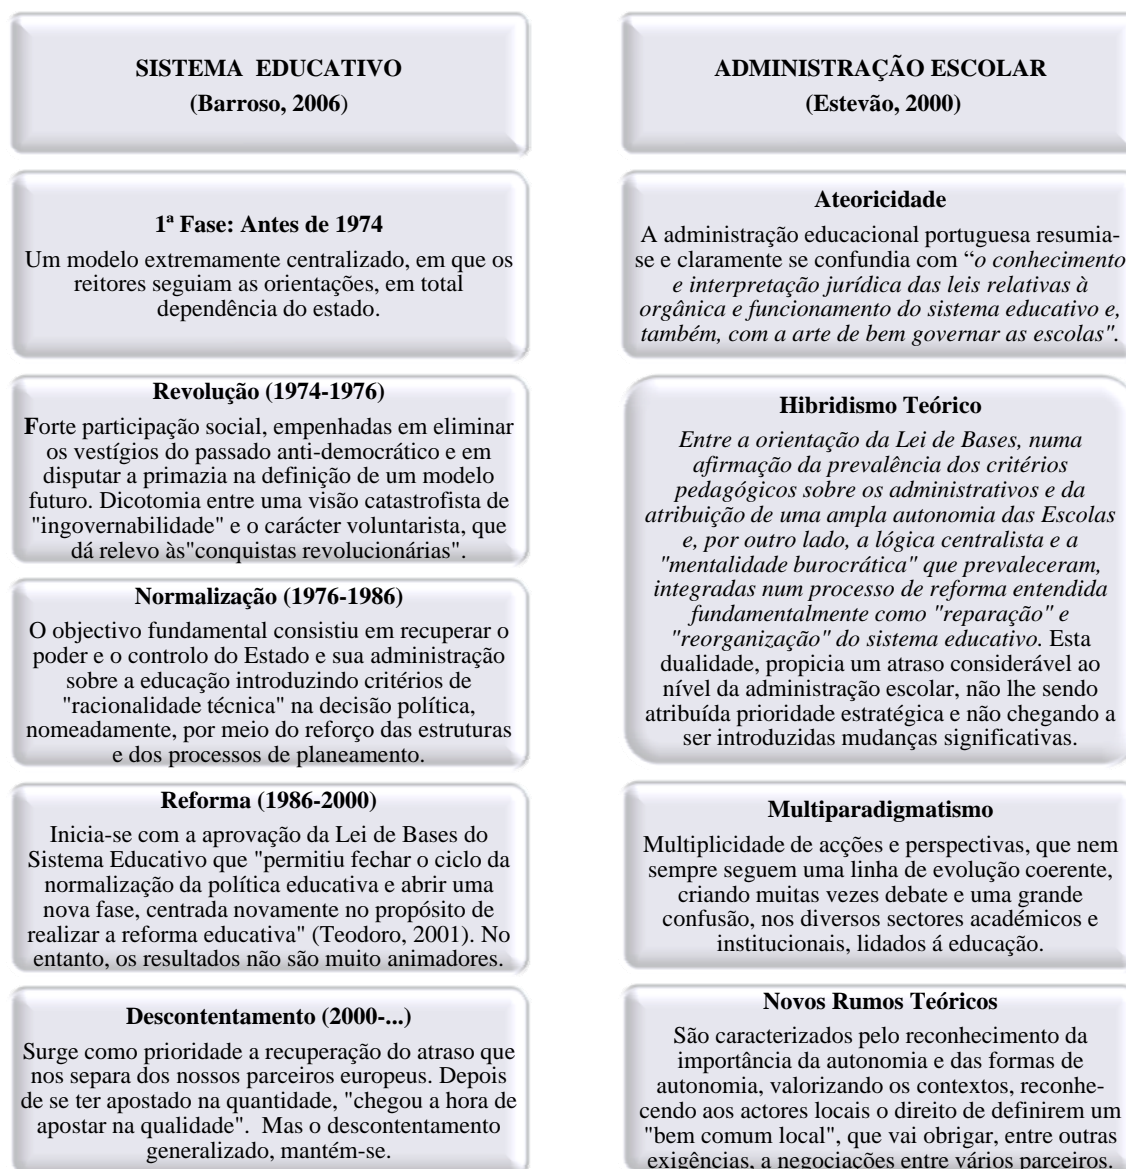 SISTEMA EDUCATIVO
(Barroso, 2006)
1ª Fase: Antes de 1974
Um modelo extremamente centralizado, em que os
reitores seguiam as orientações, em total
dependência do estado.
Revolução (1974-1976)
Forte participação social, empenhadas em eliminar
os vestígios do passado anti-democrático e em
disputar a primazia na definição de um modelo
futuro. Dicotomia entre uma visão catastrofista de
"ingovernabilidade" e o carácter voluntarista, que
dá relevo às"conquistas revolucionárias".
Normalização (1976-1986)
O objectivo fundamental consistiu em recuperar o
poder e o controlo do Estado e sua administração
sobre a educação introduzindo critérios de
"racionalidade técnica" na decisão política,
nomeadamente, por meio do reforço das estruturas
e dos processos de planeamento.
Reforma (1986-2000)
Inicia-se com a aprovação da Lei de Bases do
Sistema Educativo que "permitiu fechar o ciclo da
normalização da política educativa e abrir uma
nova fase, centrada novamente no propósito de
realizar a reforma educativa" (Teodoro, 2001). No
entanto, os resultados não são muito animadores.
Descontentamento (2000-...)
Surge como prioridade a recuperação do atraso que
nos separa dos nossos parceiros europeus. Depois
de se ter apostado na quantidade, "chegou a hora de
apostar na qualidade". Mas o descontentamento
generalizado, mantém-se.
ADMINISTRAÇÃO ESCOLAR
(Estevão, 2000)
Ateoricidade
A administração educacional portuguesa resumia-
se e claramente se confundia com “o conhecimento
e interpretação jurídica das leis relativas à
orgânica e funcionamento do sistema educativo e,
também, com a arte de bem governar as escolas".
Hibridismo Teórico
Entre a orientação da Lei de Bases, numa
afirmação da prevalência dos critérios
pedagógicos sobre os administrativos e da
atribuição de uma ampla autonomia das Escolas
e, por outro lado, a lógica centralista e a
"mentalidade burocrática" que prevaleceram,
integradas num processo de reforma entendida
fundamentalmente como "reparação" e
"reorganização" do sistema educativo. Esta
dualidade, propicia um atraso considerável ao
nível da administração escolar, não lhe sendo
atribuída prioridade estratégica e não chegando a
ser introduzidas mudanças significativas.
Multiparadigmatismo
Multiplicidade de acções e perspectivas, que nem
sempre seguem uma linha de evolução coerente,
criando muitas vezes debate e uma grande
confusão, nos diversos sectores académicos e
institucionais, lidados á educação.
Novos Rumos Teóricos
São caracterizados pelo reconhecimento da
importância da autonomia e das formas de
autonomia, valorizando os contextos, reconhe-
cendo aos actores locais o direito de definirem um
"bem comum local", que vai obrigar, entre outras
exigências, a negociações entre vários parceiros.